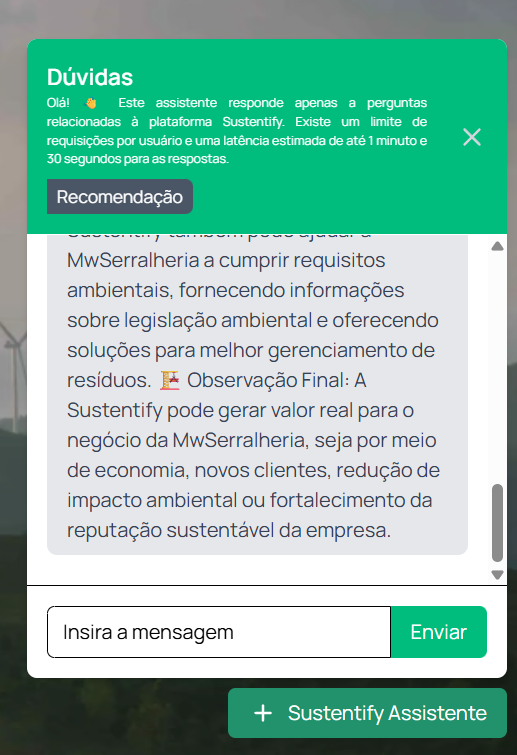 Dúvidas
Olá! 👋 Este assistente responde apenas a perguntas
relacionadas à plataforma Sustentify. Existe um limite de
requisições por usuário e uma latência estimada de até 1 minuto e
30 segundos para as respostas.
Recomendação
Sustentify também pode ajudar a
MwSerralheria a cumprir requisitos
ambientais, fornecendo informações
sobre legislação ambiental e oferecendo
soluções para melhor gerenciamento de
resíduos. Observação Final: A
Sustentify pode gerar valor real para o
negócio da MwSerralheria, seja por meio
de economia, novos clientes, redução de
impacto ambiental ou fortalecimento da
reputação sustentável da empresa.
Insira a mensagem
Enviar
+ Sustentify Assistente